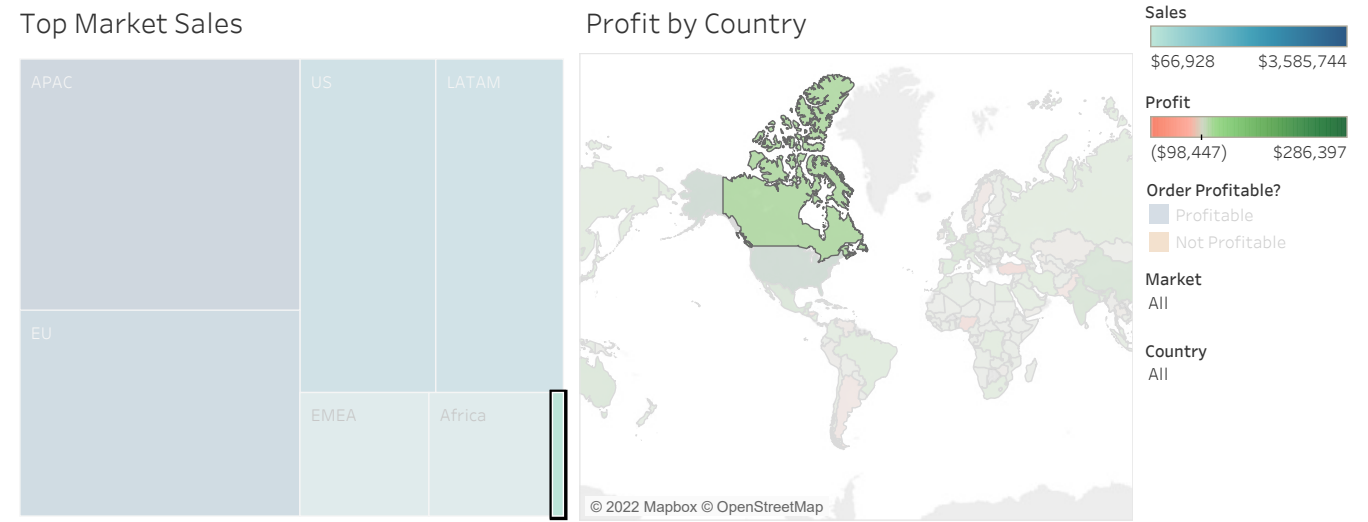 Top Market Sales
APAC
US
LATAM
EU
EMEA
Africa
Profit by Country
© 2022 Mapbox © OpenStreetMap
Sales
$66,928 $3,585,744
Profit
($98,447) $286,397
Order Profitable?
Profitable
Not Profitable
Market
All
Country
All